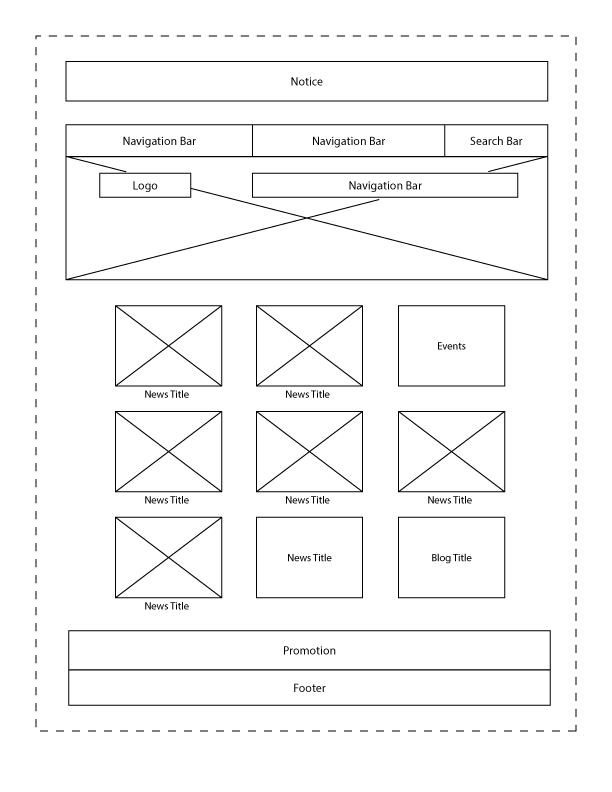 Notice
Navigation Bar
Navigation Bar
Search Bar
Logo
Navigation Bar
Events
News Title
News Title
News Title
News Title
News Title
News Title
Blog Title
News Title
Promotion
Footer